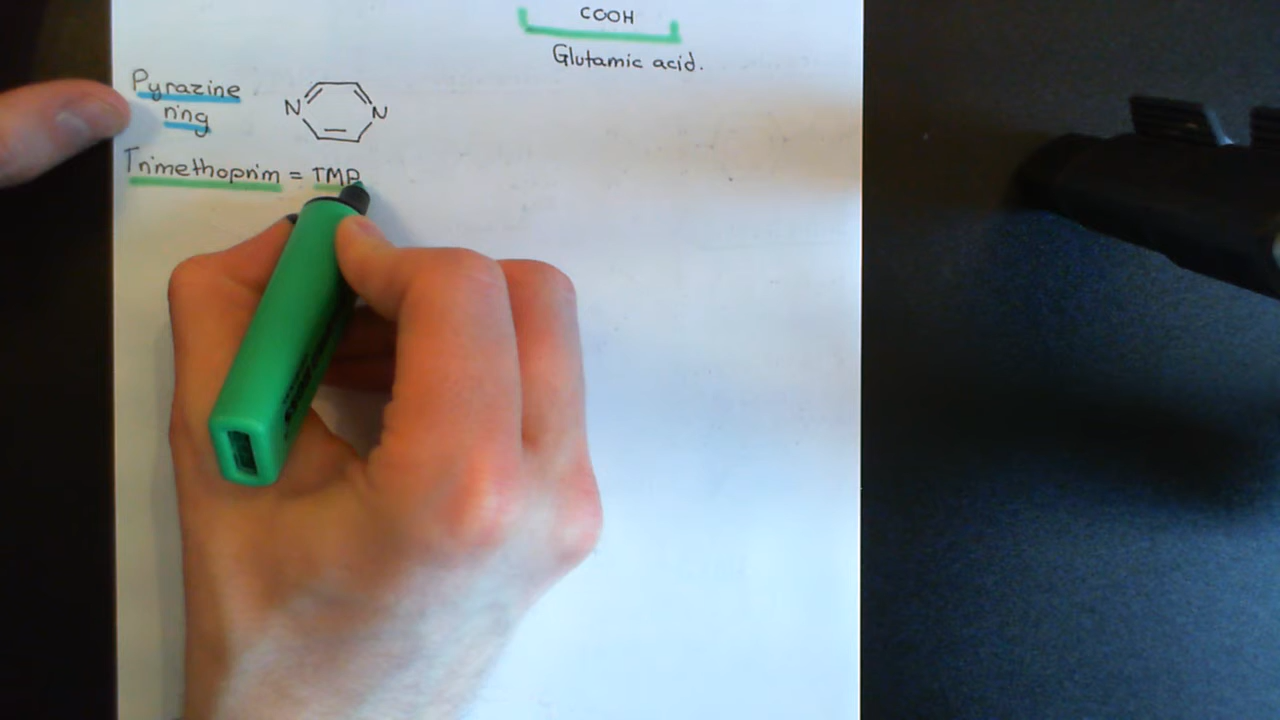 COOH
Glutamic acid.
Pyrazine
ring
N
N
Trimethoprim = TMP